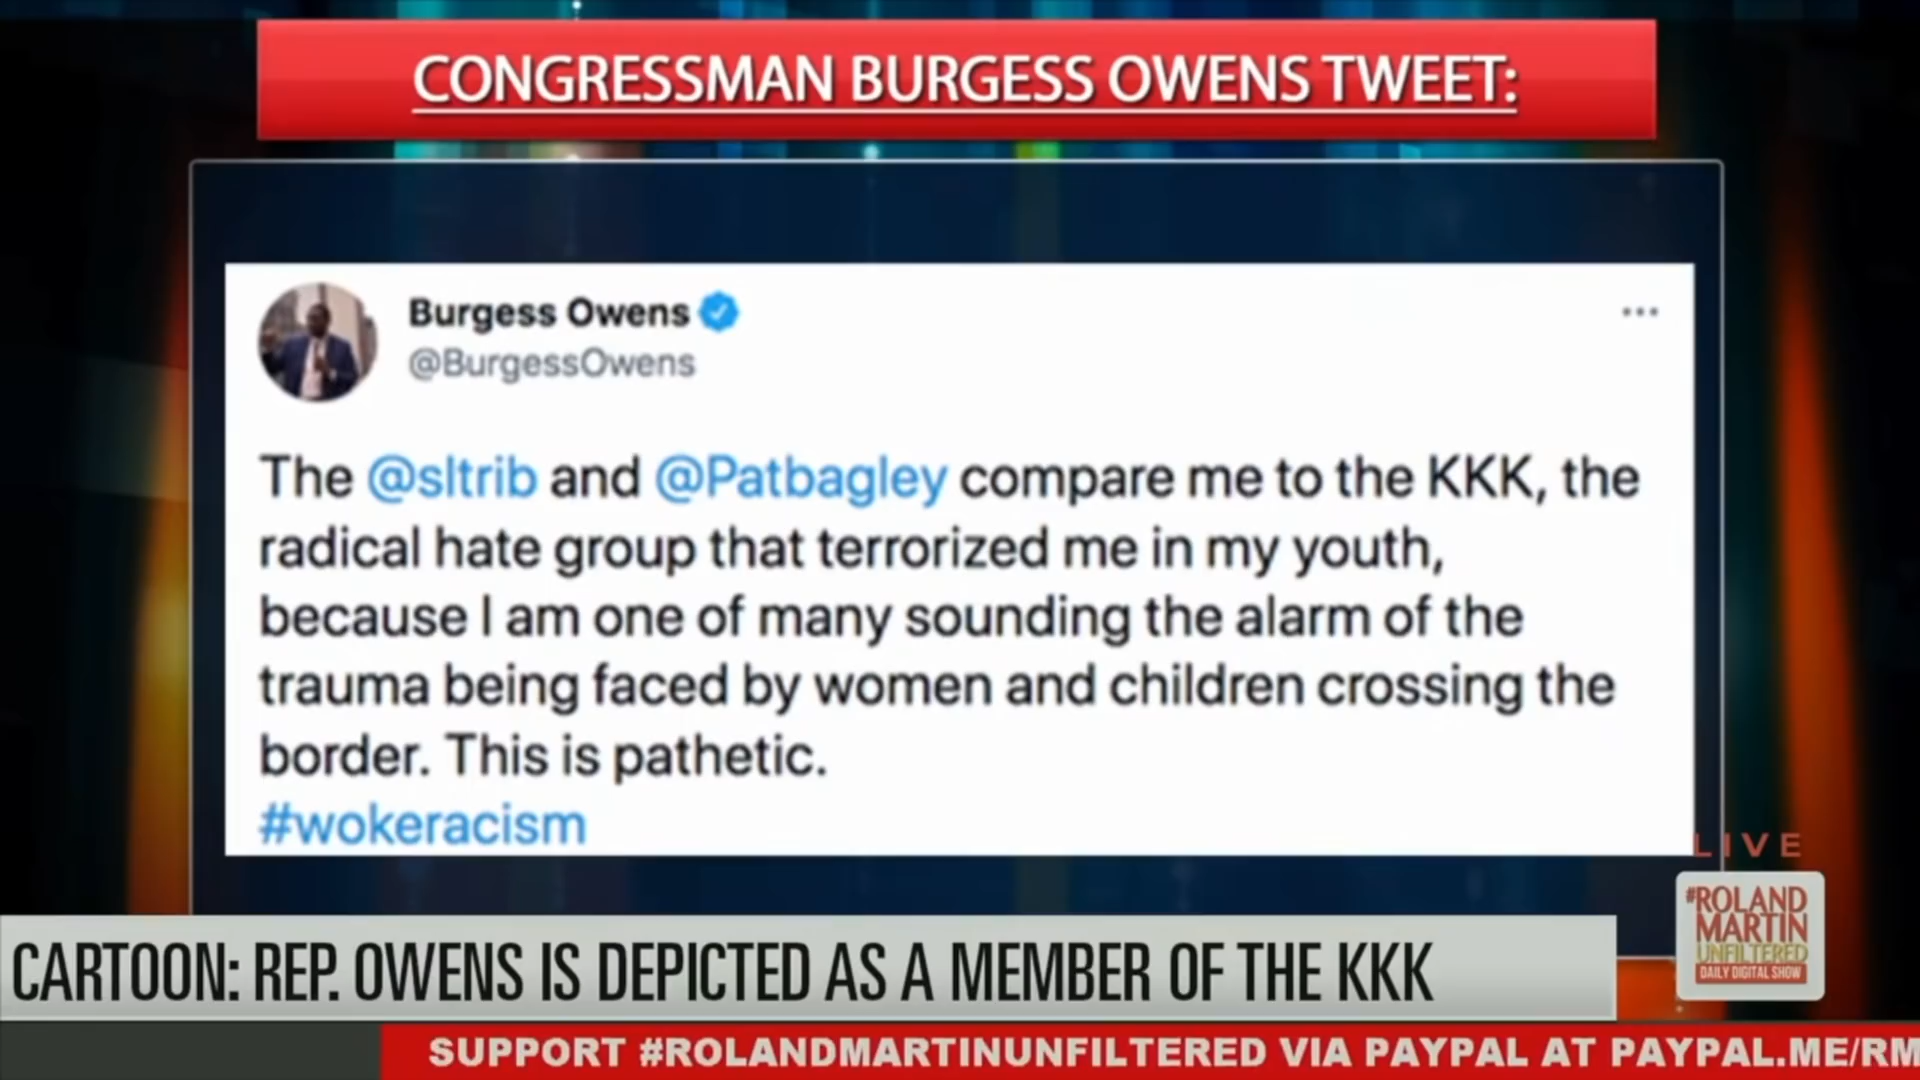 CONGRESSMAN BURGESS OWENS TWEET:
Burgess Owens
@BurgessOwens
The @sltrib and @Patbagley compare me to the KKK, the
radical hate group that terrorized me in my youth,
because I am one of many sounding the alarm of the
trauma being faced by women and children crossing the
border. This is pathetic.
#wokeracism
LIVE
#ROLAND
MARTIN
UNFILTERED
DAILY DIGITAL SHOW
CARTOON: REP. OWENS IS DEPICTED AS A MEMBER OF THE KKK
SUPPORT #ROLANDMARTINUNFILTERED VIA PAYPAL AT PAYPAL.ME/RM